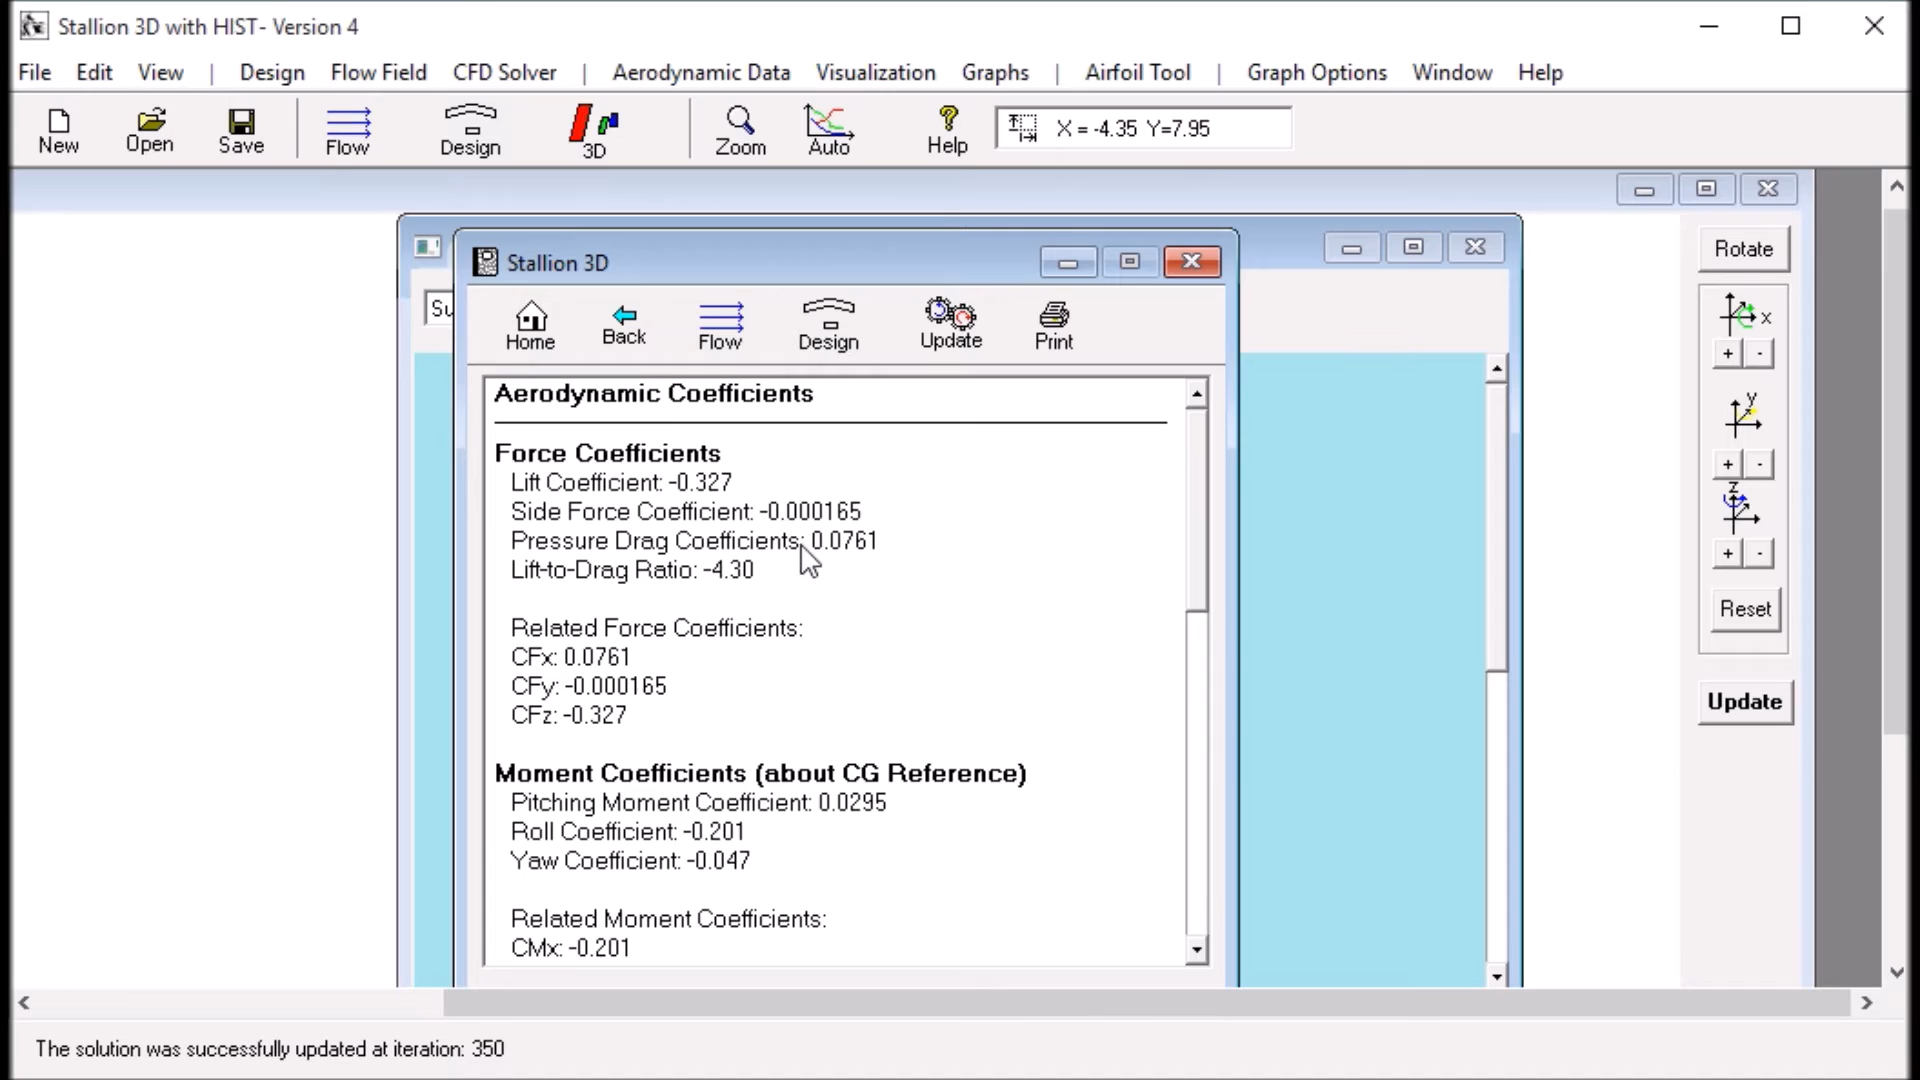 Stallion 3D with HIST- Version 4
File Edit View | Design Flow Field CFD Solver | Aerodynamic Data Visualization Graphs | Airfoil Tool | Graph Options Window Help
New Open Save Flow Design 3D Zoom Auto Help X = -4.35 Y=7.95
Stallion 3D
Su
Home Back Flow Design Update Print
Aerodynamic Coefficients
Force Coefficients
Lift Coefficient: -0.327
Side Force Coefficient: -0.000165
Pressure Drag Coefficients: 0.0761
Lift-to-Drag Ratio: -4.30
Related Force Coefficients:
CFx: 0.0761
CFy: -0.000165
CFz: -0.327
Moment Coefficients (about CG Reference)
Pitching Moment Coefficient: 0.0295
Roll Coefficient: -0.201
Yaw Coefficient: -0.047
Related Moment Coefficients:
CMx: -0.201
Rotate
x
+ -
y
+ -
z
+ -
Reset
Update
The solution was successfully updated at iteration: 350